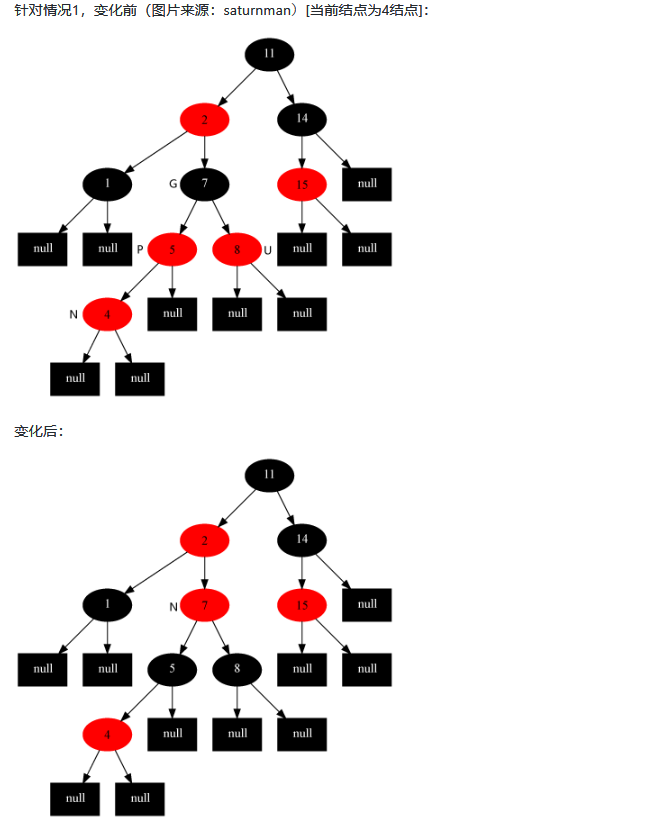 针对情况1，变化前（图片来源：saturnman）[当前结点为4结点]：
11
2 14
1 G 7 15 null
null null P 5 8 U null null
N 4 null null null
null null
变化后：
11
2 14
1 N 7 15 null
null null 5 8 null null
4 null null null
null null